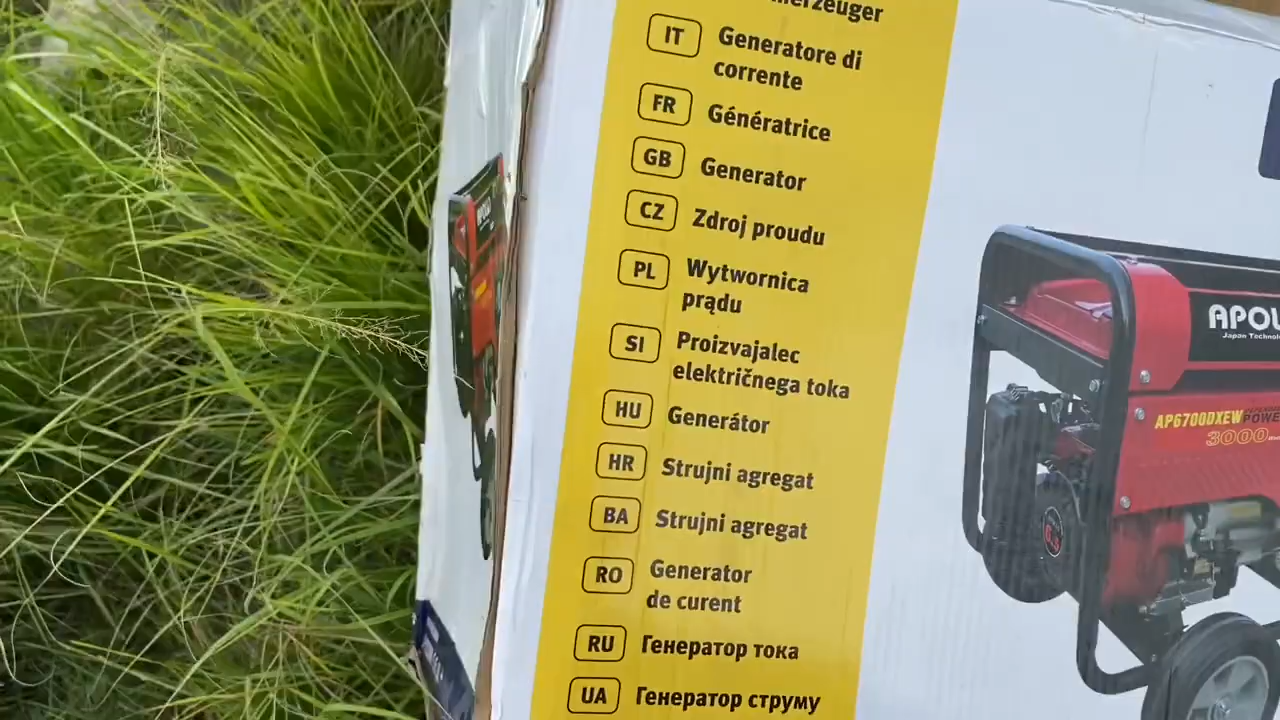 IT Generatore di
corrente
FR Génératrice
GB Generator
CZ Zdroj proudu
PL Wytwornica
prądu
SI Proizvajalec
električnega toka
HU Generátor
HR Strujni agregat
BA Strujni agregat
RO Generator
de curent
RU Генератор тока
UA Генератор струму
AP6700DXEW
3000